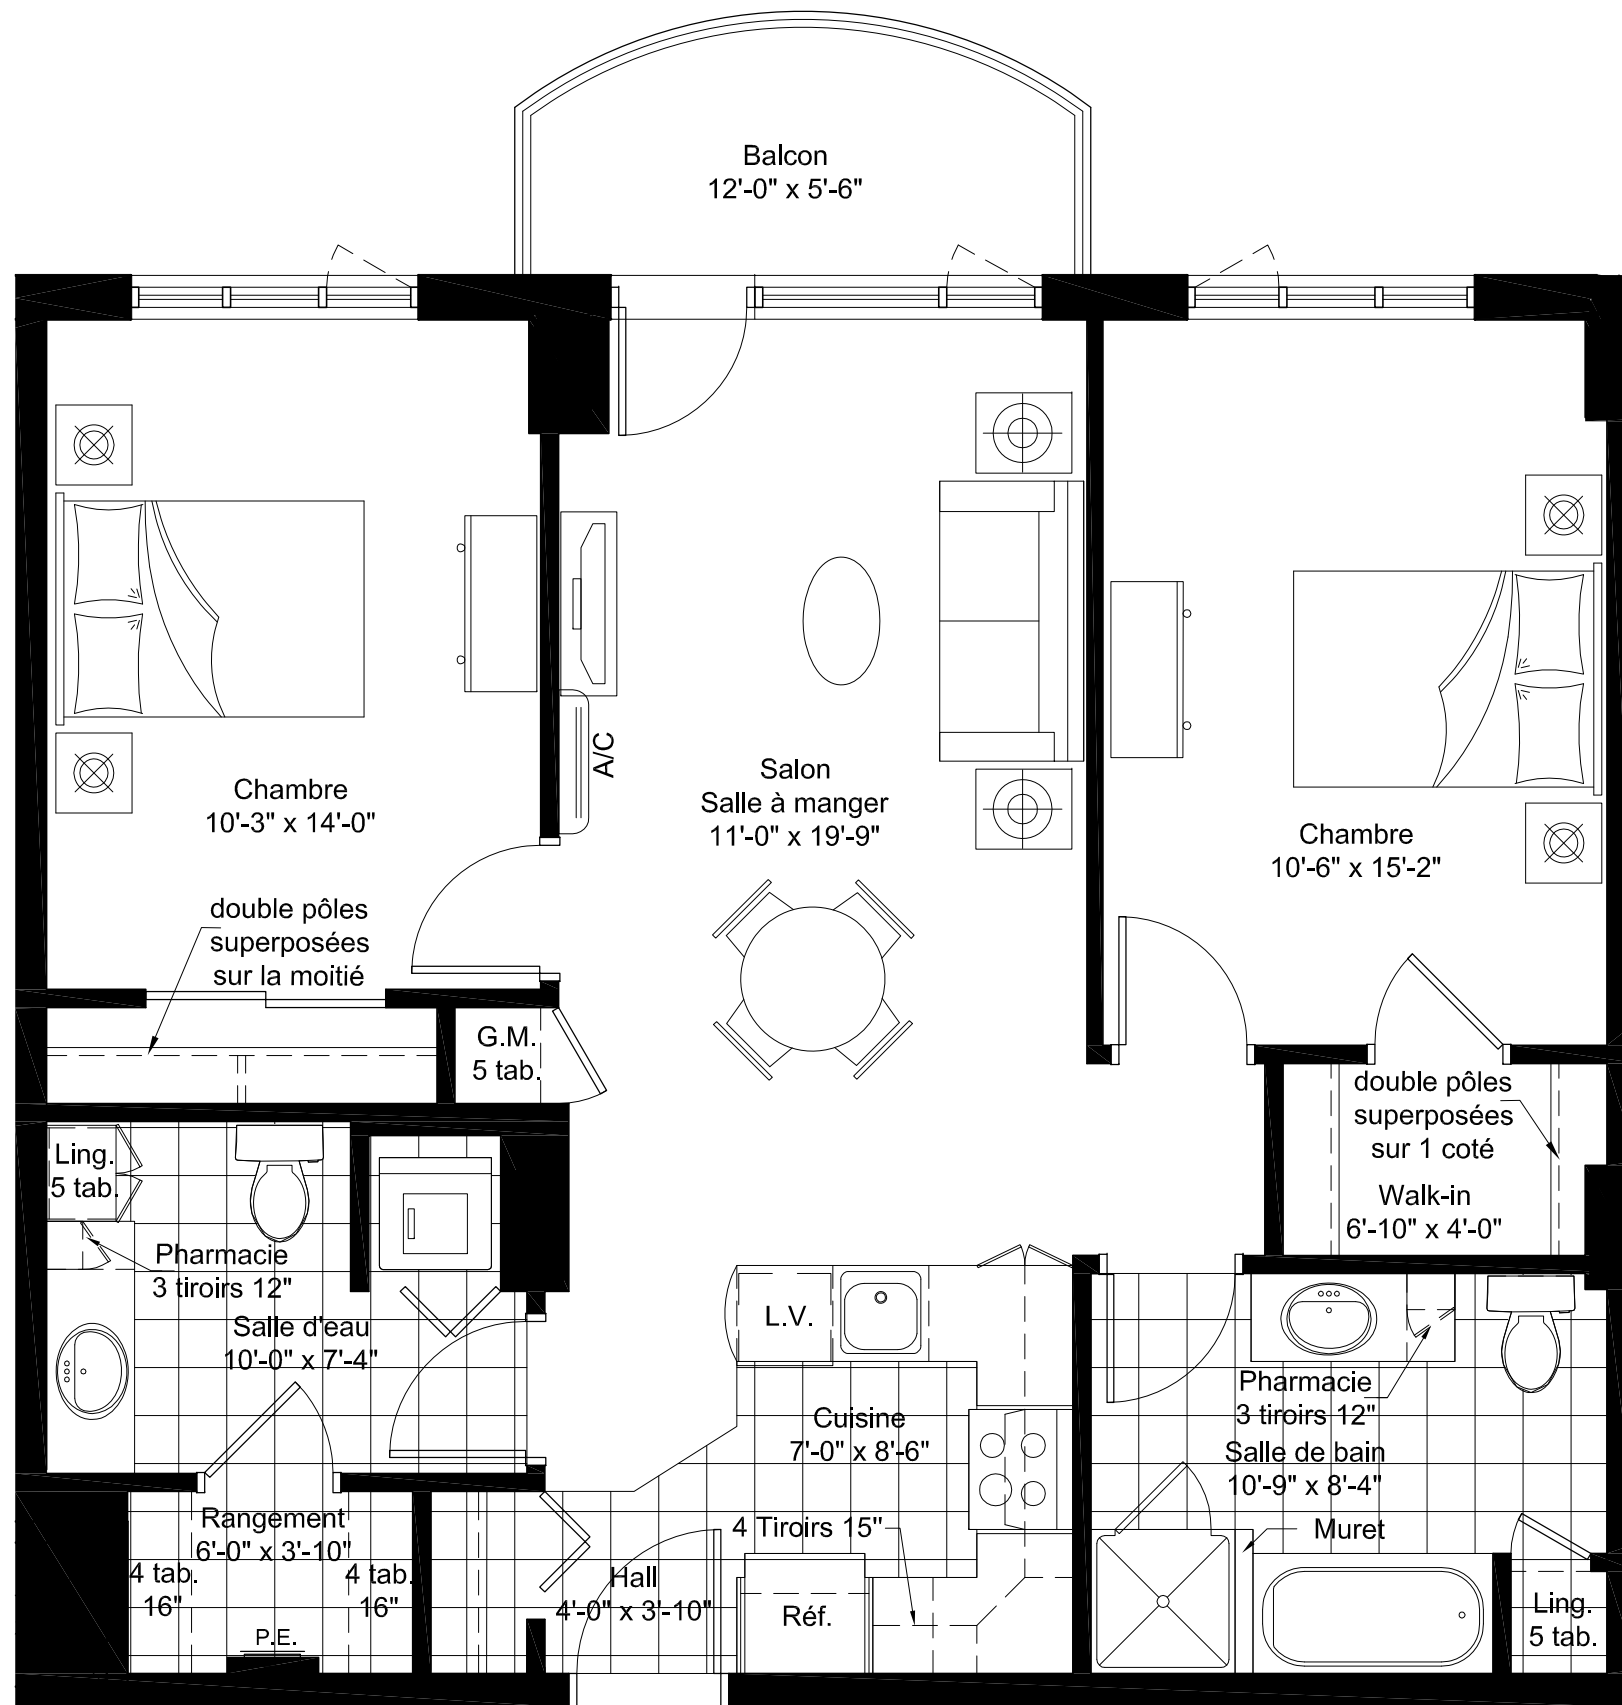 Balcon
12'-0" x 5'-6"
A/C
Chambre
10'-3" x 14'-0"
Salon
Salle à manger
11'-0" x 19'-9"
Chambre
10'-6" x 15'-2"
double pôles
superposées
sur la moitié
G.M.
5 tab.
double pôles
superposées
sur 1 coté
Walk-in
6'-10" x 4'-0"
Ling.
5 tab.
Pharmacie
3 tiroirs 12"
Salle d'eau
10'-0" x 7'-4"
L.V.
Cuisine
7'-0" x 8'-6"
Pharmacie
3 tiroirs 12"
Salle de bain
10'-9" x 8'-4"
Muret
Rangement
6'-0" x 3'-10"
4 tab.
16"
4 tab.
16"
P.E.
4 Tiroirs 15"
Hall
4'-0" x 3'-10"
Réf.
Ling.
5 tab.